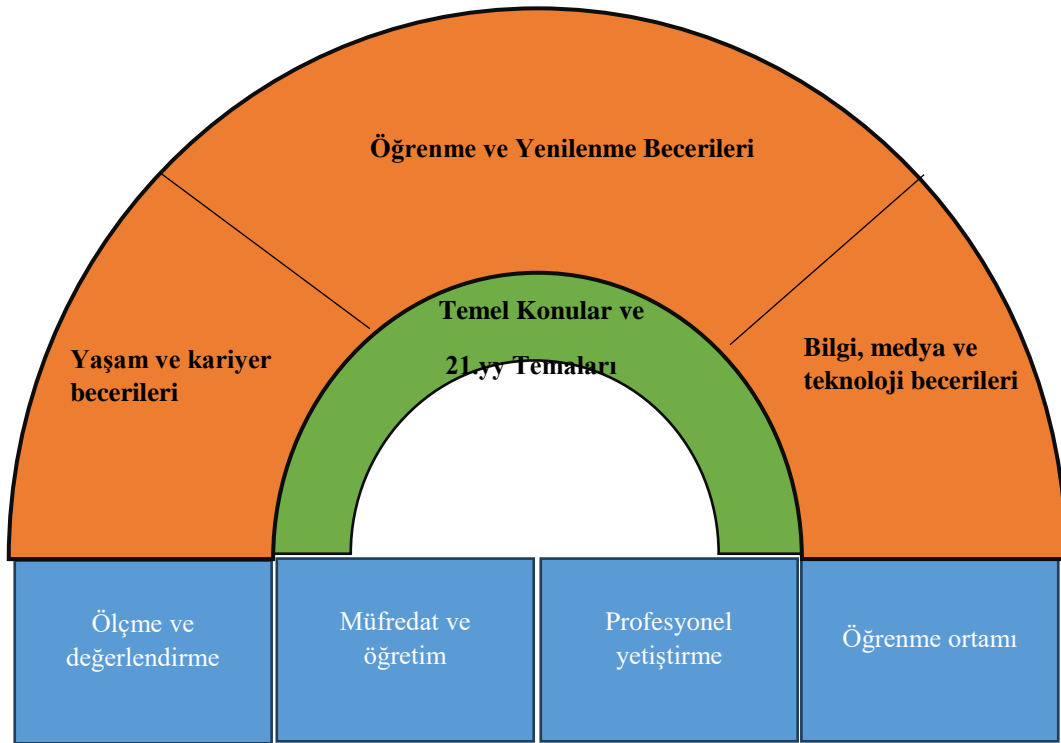 Öğrenme ve Yenilenme Becerileri
Temel Konular ve
21.yy Temaları
Yaşam ve kariyer
becerileri
Bilgi, medya ve
teknoloji becerileri
Ölçme ve
değerlendirme
Müfredat ve
öğretim
Profesyonel
yetiştirme
Öğrenme ortamı